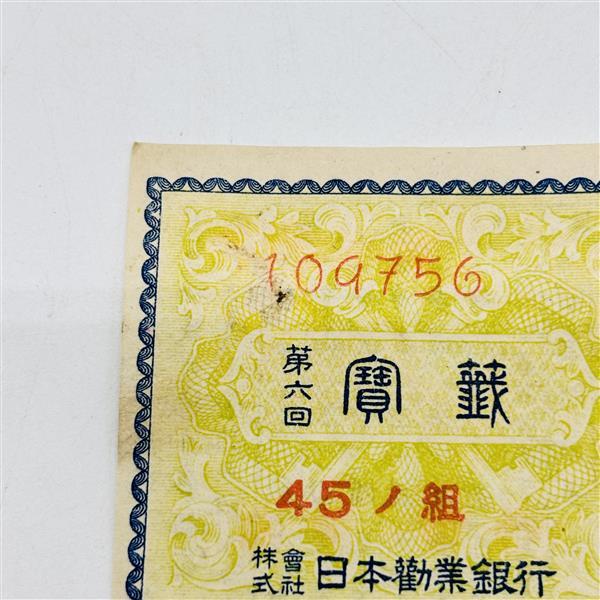 109756
第六回 寶籤
45ノ組
株式會社 日本勸業銀行